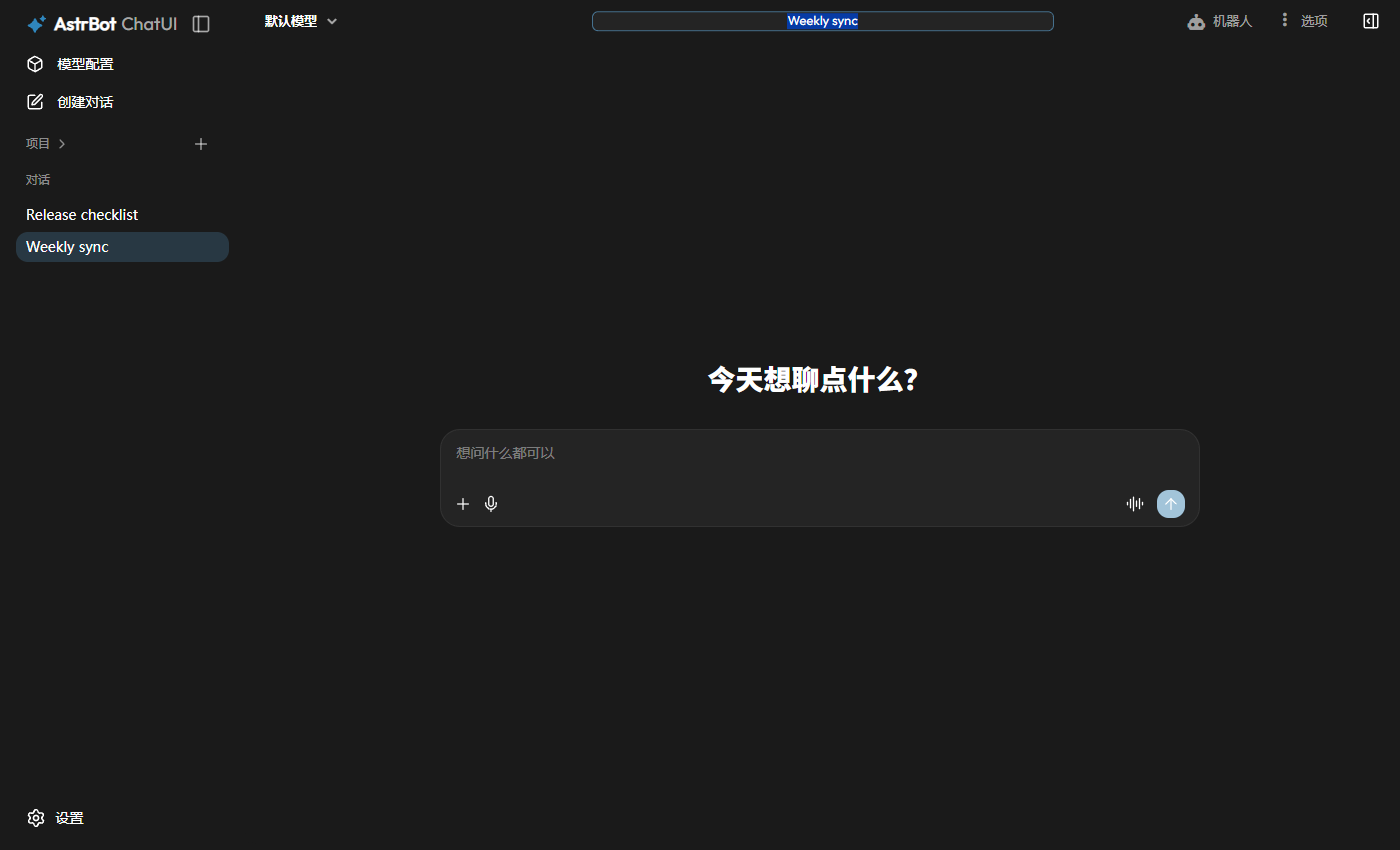 AstrBot ChatUI
默认模型
Weekly sync
机器人
选项
模型配置
创建对话
项目
对话
Release checklist
Weekly sync
今天想聊点什么?
想问什么都可以
设置